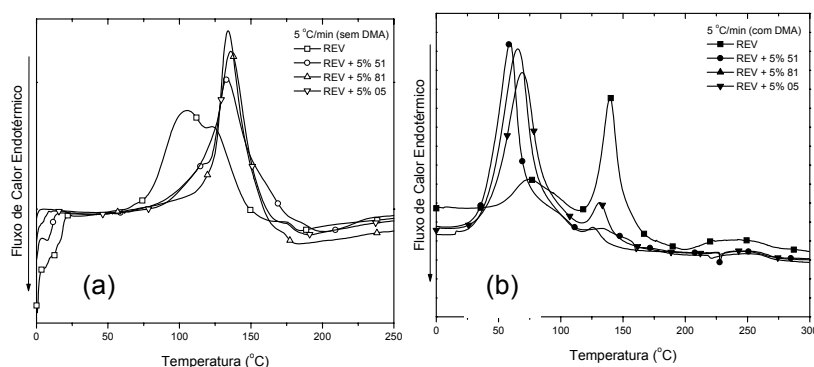 5 °C/min (sem DMA)
REV
REV + 5% 51
REV + 5% 81
REV + 5% 05
Fluxo de Calor Endotérmico
(a)
0 50 100 150 200 250
Temperatura (°C)
5 °C/min (com DMA)
REV
REV + 5% 51
REV + 5% 81
REV + 5% 05
Fluxo de Calor Endotérmico
(b)
0 50 100 150 200 250 300
Temperatura (°C)